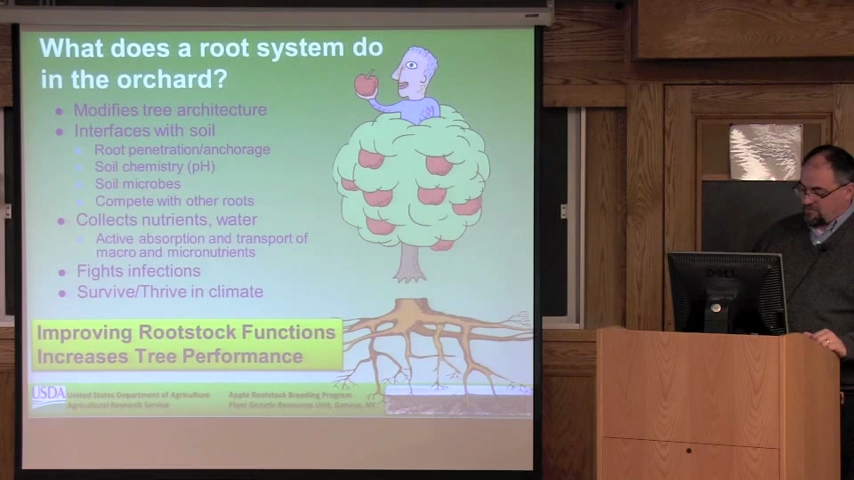 What does a root system do
in the orchard?
Modifies tree architecture
Interfaces with soil
Root penetration/anchorage
Soil chemistry (pH)
Soil microbes
Compete with other roots
Collects nutrients, water
Active absorption and transport of
macro and micronutrients
Fights infections
Survive/Thrive in climate
Improving Rootstock Functions
Increases Tree Performance
USDA
United States Department of Agriculture
Agricultural Research Service
Apple Rootstock Breeding Program
Plant Genetic Resources Unit, Geneva, NY
DELL